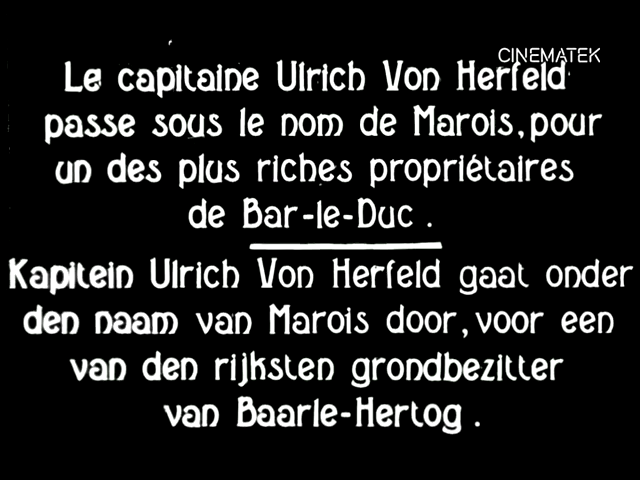 CINEMATEK
Le capitaine Ulrich Von Herfeld
passe sous le nom de Marois, pour
un des plus riches propriétaires
de Bar-le-Duc.
Kapitein Ulrich Von Herfeld gaat onder
den naam van Marois door, voor een
van den rijksten grondbezitter
van Baarle-Hertog.